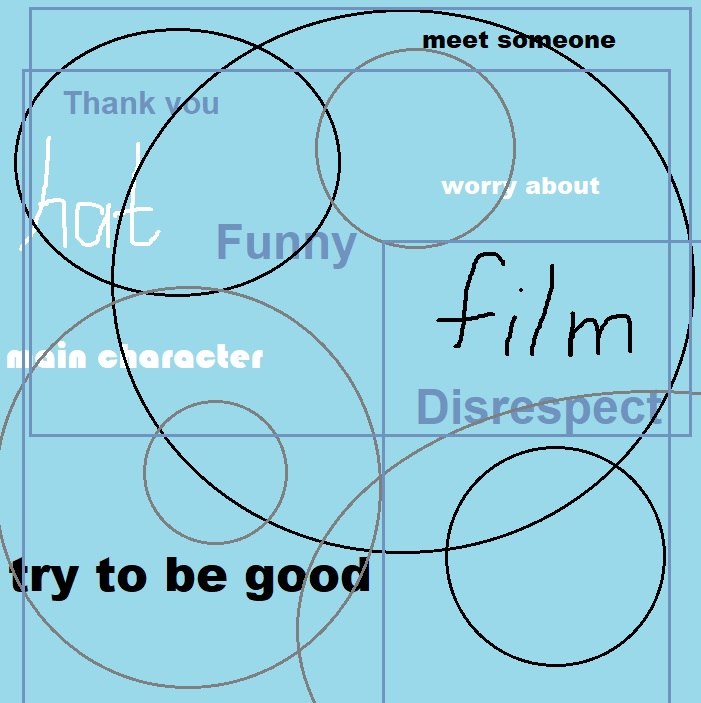 meet someone
Thank you
worry about
hat
Funny
film
main character
Disrespect
try to be good